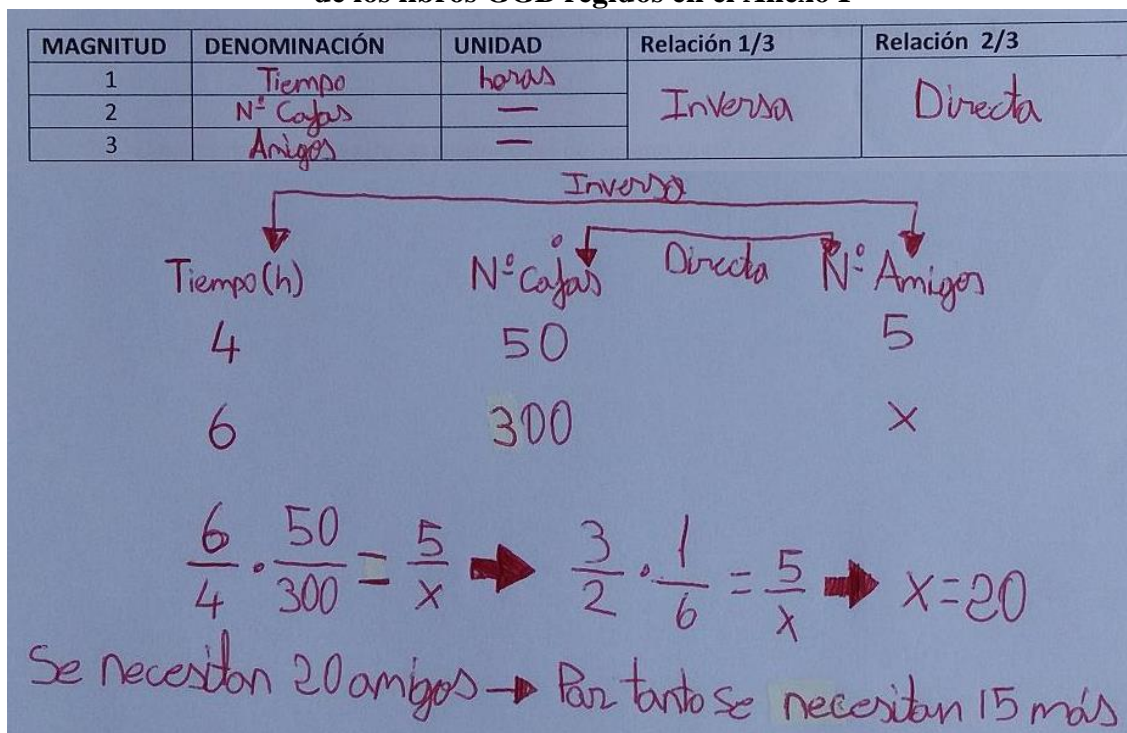 de los libros GGB regidos en el Anexo I
MAGNITUD DENOMINACIÓN UNIDAD Relación 1/3 Relación 2/3
1 Tiempo horas Inversa Directa
2 Nº Cajas —
3 Amigos —
Inversa
Directa
Tiempo (h) Nº cajas Nº Amigos
4 50 5
6 300 x
6/4 · 50/300 = 5/x ➡ 3/2 · 1/6 = 5/x ➡ x=20
Se necesitan 20 amigos → Por tanto se necesitan 15 más